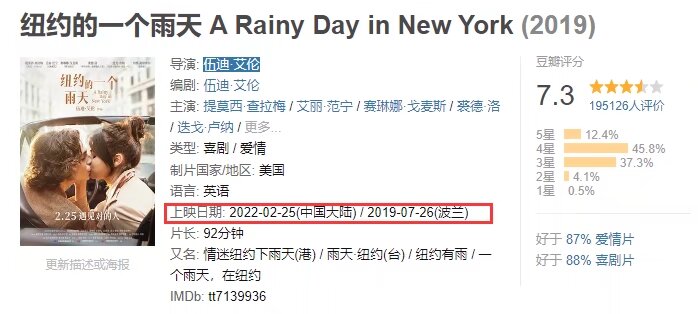 纽约的一个雨天 A Rainy Day in New York (2019)
导演: 伍迪·艾伦
编剧: 伍迪·艾伦
主演: 提莫西·查拉梅 / 艾丽·范宁 / 赛琳娜·戈麦斯 / 裘德·洛
/ 迭戈·卢纳 / 更多...
类型: 喜剧 / 爱情
制片国家/地区: 美国
语言: 英语
上映日期: 2022-02-25(中国大陆) / 2019-07-26(波兰)
片长: 92分钟
又名: 情迷纽约下雨天(港) / 雨天·纽约(台) / 纽约有雨 / 一
个雨天，在纽约
IMDb: tt7139936
纽约的
一个
雨天
A Rainy
Day in
New York
伍迪·艾伦
2.25 遇见对的人
更新描述或海报
豆瓣评分
7.3
195126人评价
5星 12.4%
4星 45.8%
3星 37.3%
2星 4.1%
1星 0.5%
好于 87% 爱情片
好于 88% 喜剧片